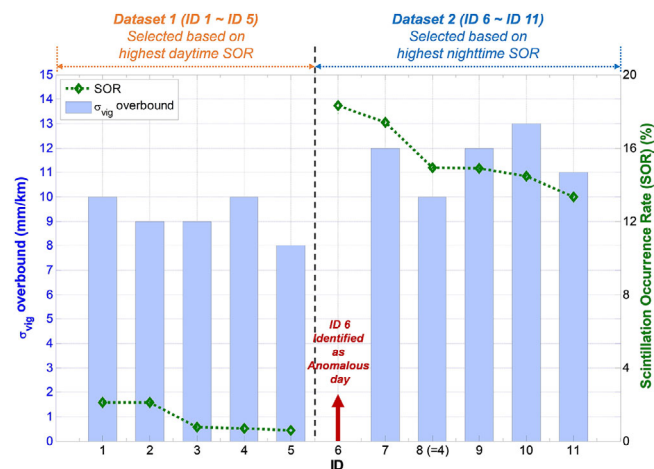 Dataset 1 (ID 1 ~ ID 5)
Selected based on
highest daytime SOR
Dataset 2 (ID 6 ~ ID 11)
Selected based on
highest nighttime SOR
σvig overbound (mm/km)
15
14
13
12
11
10
9
8
7
6
5
4
3
2
1
0
SOR
σvig overbound
ID 6
Identified
as
Anomalous
day
20
16
12
8
4
0
Scintillation Occurrence Rate (SOR) (%)
1 2 3 4 5 6 7 8 (=4) 9 10 11
ID